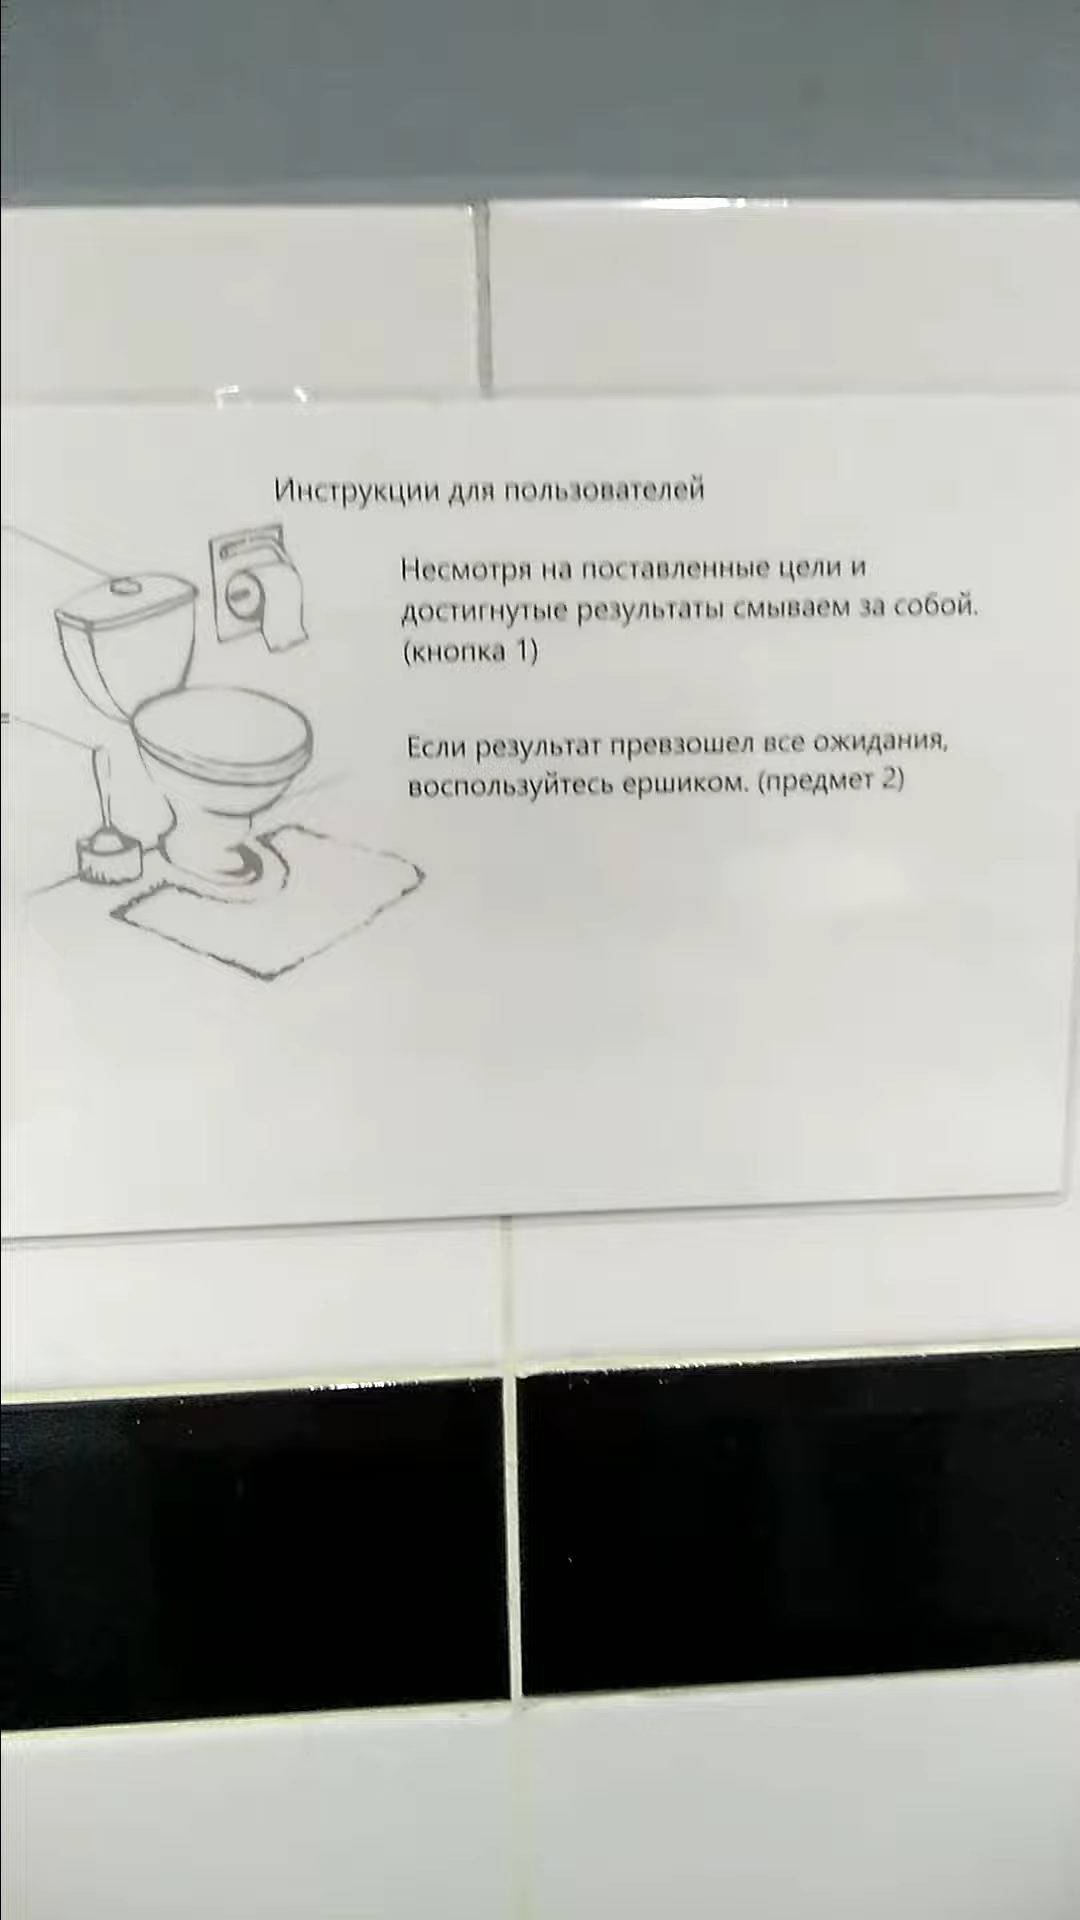 Инструкции для пользователей
Несмотря на поставленные цели и
достигнутые результаты смываем за собой.
(кнопка 1)
Если результат превзошел все ожидания,
воспользуйтесь ершиком. (предмет 2)